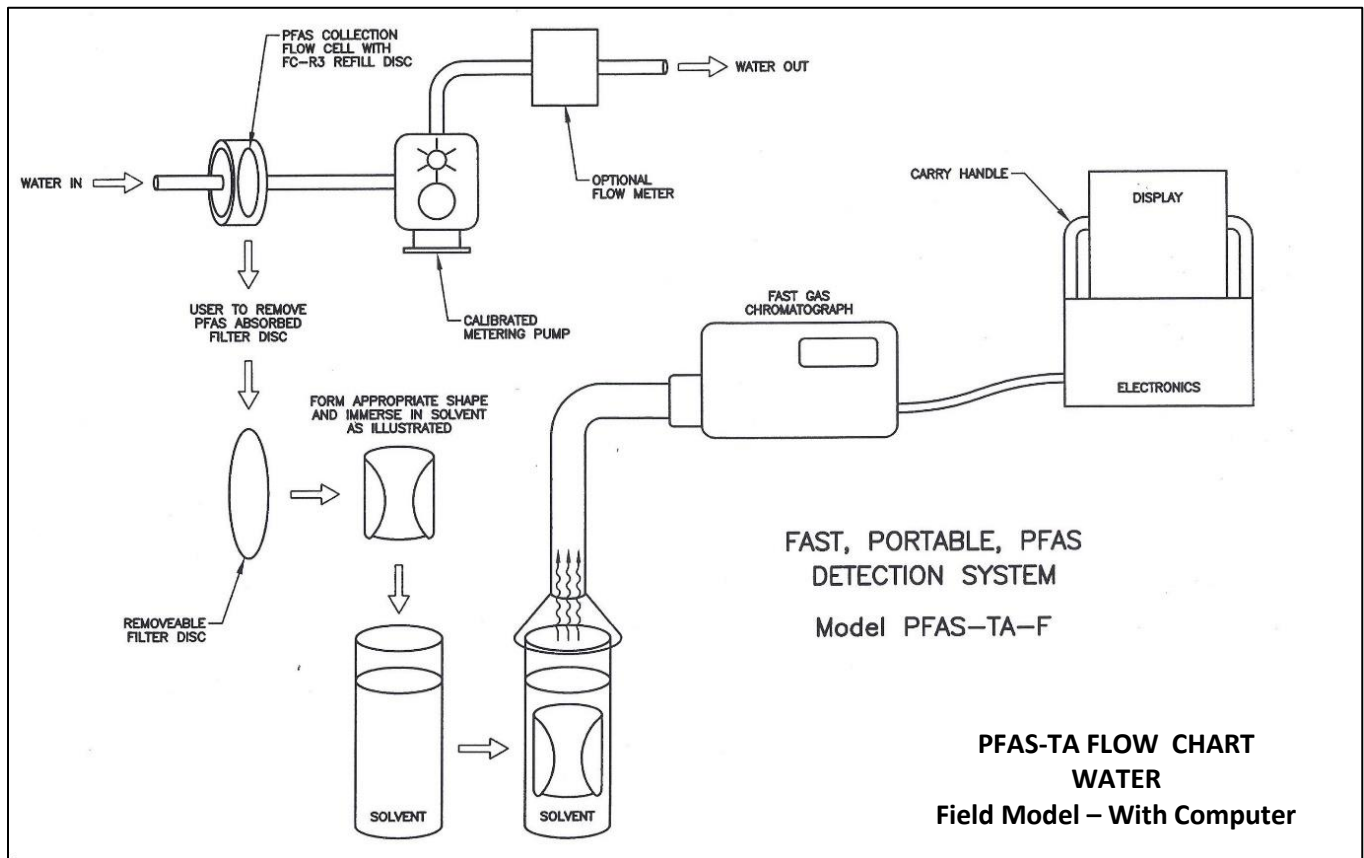 PFAS COLLECTION
FLOW CELL WITH
FC-R3 REFILL DISC
WATER OUT
WATER IN
OPTIONAL
FLOW METER
CARRY HANDLE
DISPLAY
USER TO REMOVE
PFAS ABSORBED
FILTER DISC
CALIBRATED
METERING PUMP
FAST GAS
CHROMATOGRAPH
ELECTRONICS
FORM APPROPRIATE SHAPE
AND IMMERSE IN SOLVENT
AS ILLUSTRATED
REMOVEABLE
FILTER DISC
FAST, PORTABLE, PFAS
DETECTION SYSTEM
Model PFAS-TA-F
SOLVENT
SOLVENT
PFAS-TA FLOW CHART
WATER
Field Model – With Computer